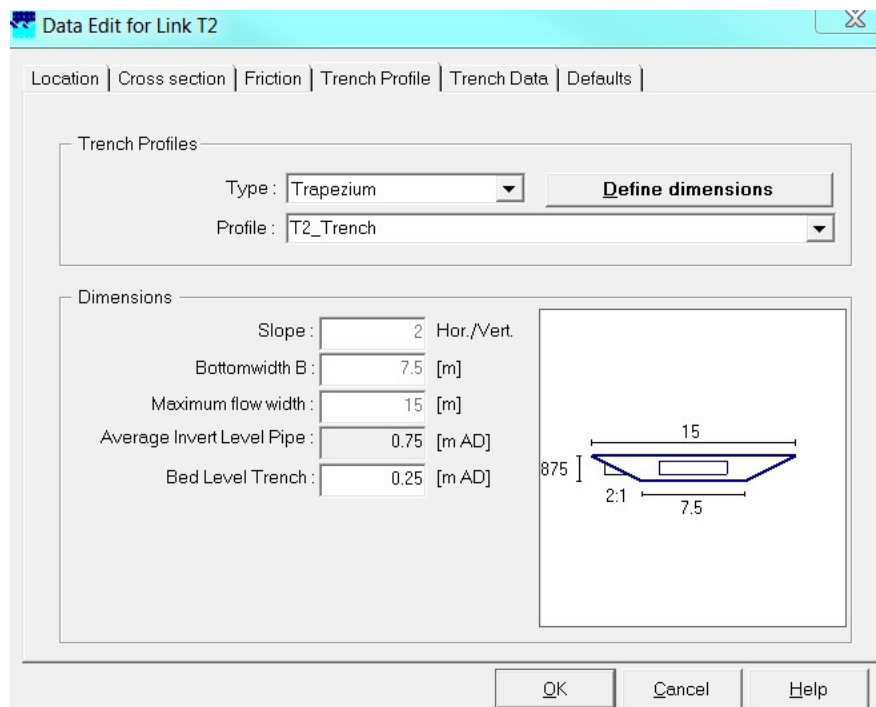 Data Edit for Link T2
Location Cross section Friction Trench Profile Trench Data Defaults
Trench Profiles
Type : Trapezium Define dimensions
Profile : T2_Trench
Dimensions
Slope : 2 Hor./Vert.
Bottomwidth B : 7.5 [m]
Maximum flow width : 15 [m]
Average Invert Level Pipe : 0.75 [m AD]
Bed Level Trench : 0.25 [m AD]
15
875
2:1
7.5
OK Cancel Help